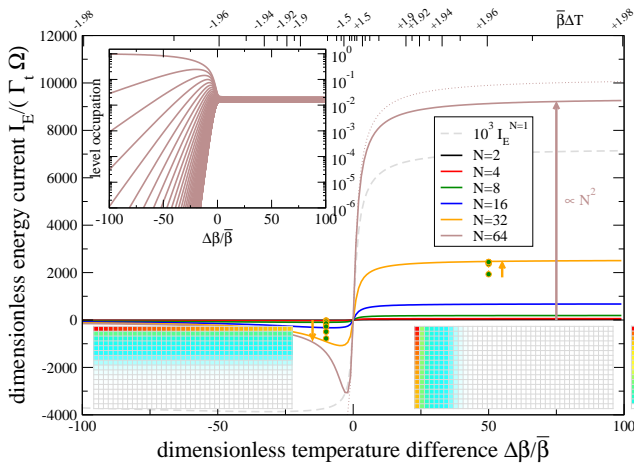 -1.98 -1.96 -1.94 -1.92 -1.9 -1.5 +1.5 +1.9 +1.92 +1.94 +1.96 β̅ΔT +1.98
dimensionless energy current I_E/( Γ_t Ω)
12000
10000
8000
6000
4000
2000
0
-2000
-4000
level occupation
10^0
10^-1
10^-2
10^-3
10^-4
10^-5
10^-6
-100 -50 0 50 100
Δβ/β̅
10^3 I_E^{N=1}
N=2
N=4
N=8
N=16
N=32
N=64
∝ N^2
-100 -50 0 50 100
dimensionless temperature difference Δβ/β̅